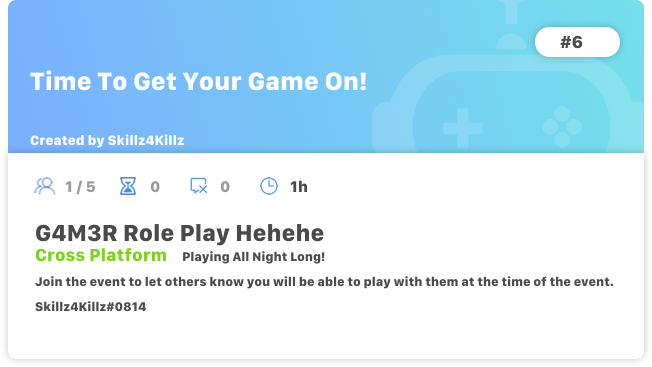 #6
Time To Get Your Game On!
Created by Skillz4Killz
1 / 5 0 0 1h
G4M3R Role Play Hehehe
Cross Platform Playing All Night Long!
Join the event to let others know you will be able to play with them at the time of the event.
Skillz4Killz#0814